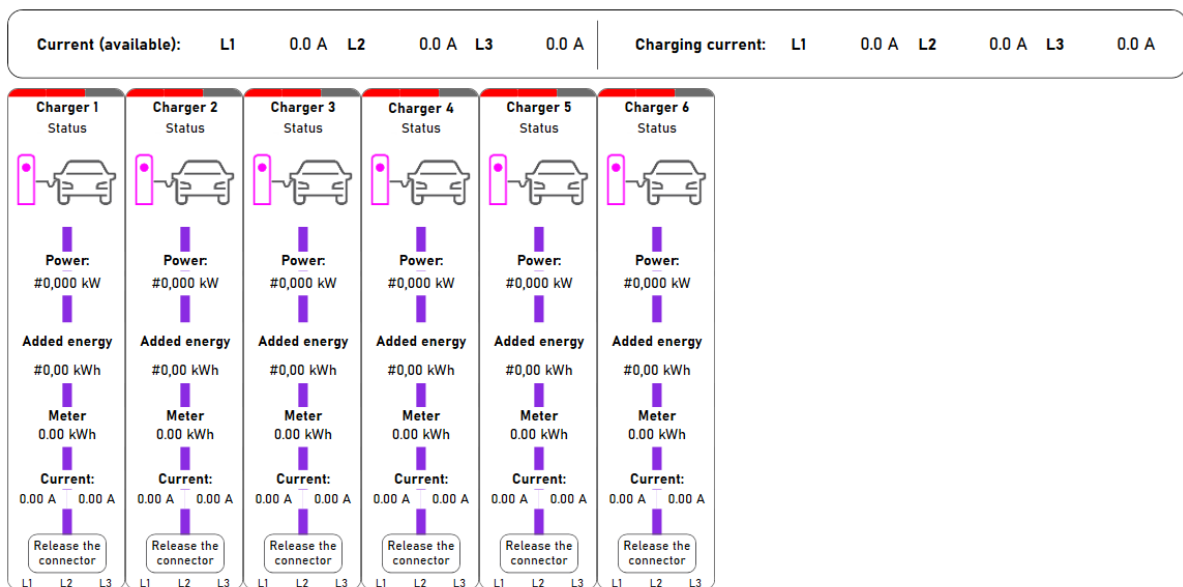 Current (available): L1 0.0 A L2 0.0 A L3 0.0 A Charging current: L1 0.0 A L2 0.0 A L3 0.0 A
Charger 1 Charger 2 Charger 3 Charger 4 Charger 5 Charger 6
Status Status Status Status Status Status
Power: Power: Power: Power: Power: Power:
#0,000 kW #0,000 kW #0,000 kW #0,000 kW #0,000 kW #0,000 kW
Added energy Added energy Added energy Added energy Added energy Added energy
#0,00 kWh #0,00 kWh #0,00 kWh #0,00 kWh #0,00 kWh #0,00 kWh
Meter Meter Meter Meter Meter Meter
0.00 kWh 0.00 kWh 0.00 kWh 0.00 kWh 0.00 kWh 0.00 kWh
Current: Current: Current: Current: Current: Current:
0.00 A 0.00 A 0.00 A 0.00 A 0.00 A 0.00 A 0.00 A 0.00 A 0.00 A 0.00 A 0.00 A 0.00 A
Release the Release the Release the Release the Release the Release the
connector connector connector connector connector connector
L1 L2 L3 L1 L2 L3 L1 L2 L3 L1 L2 L3 L1 L2 L3 L1 L2 L3